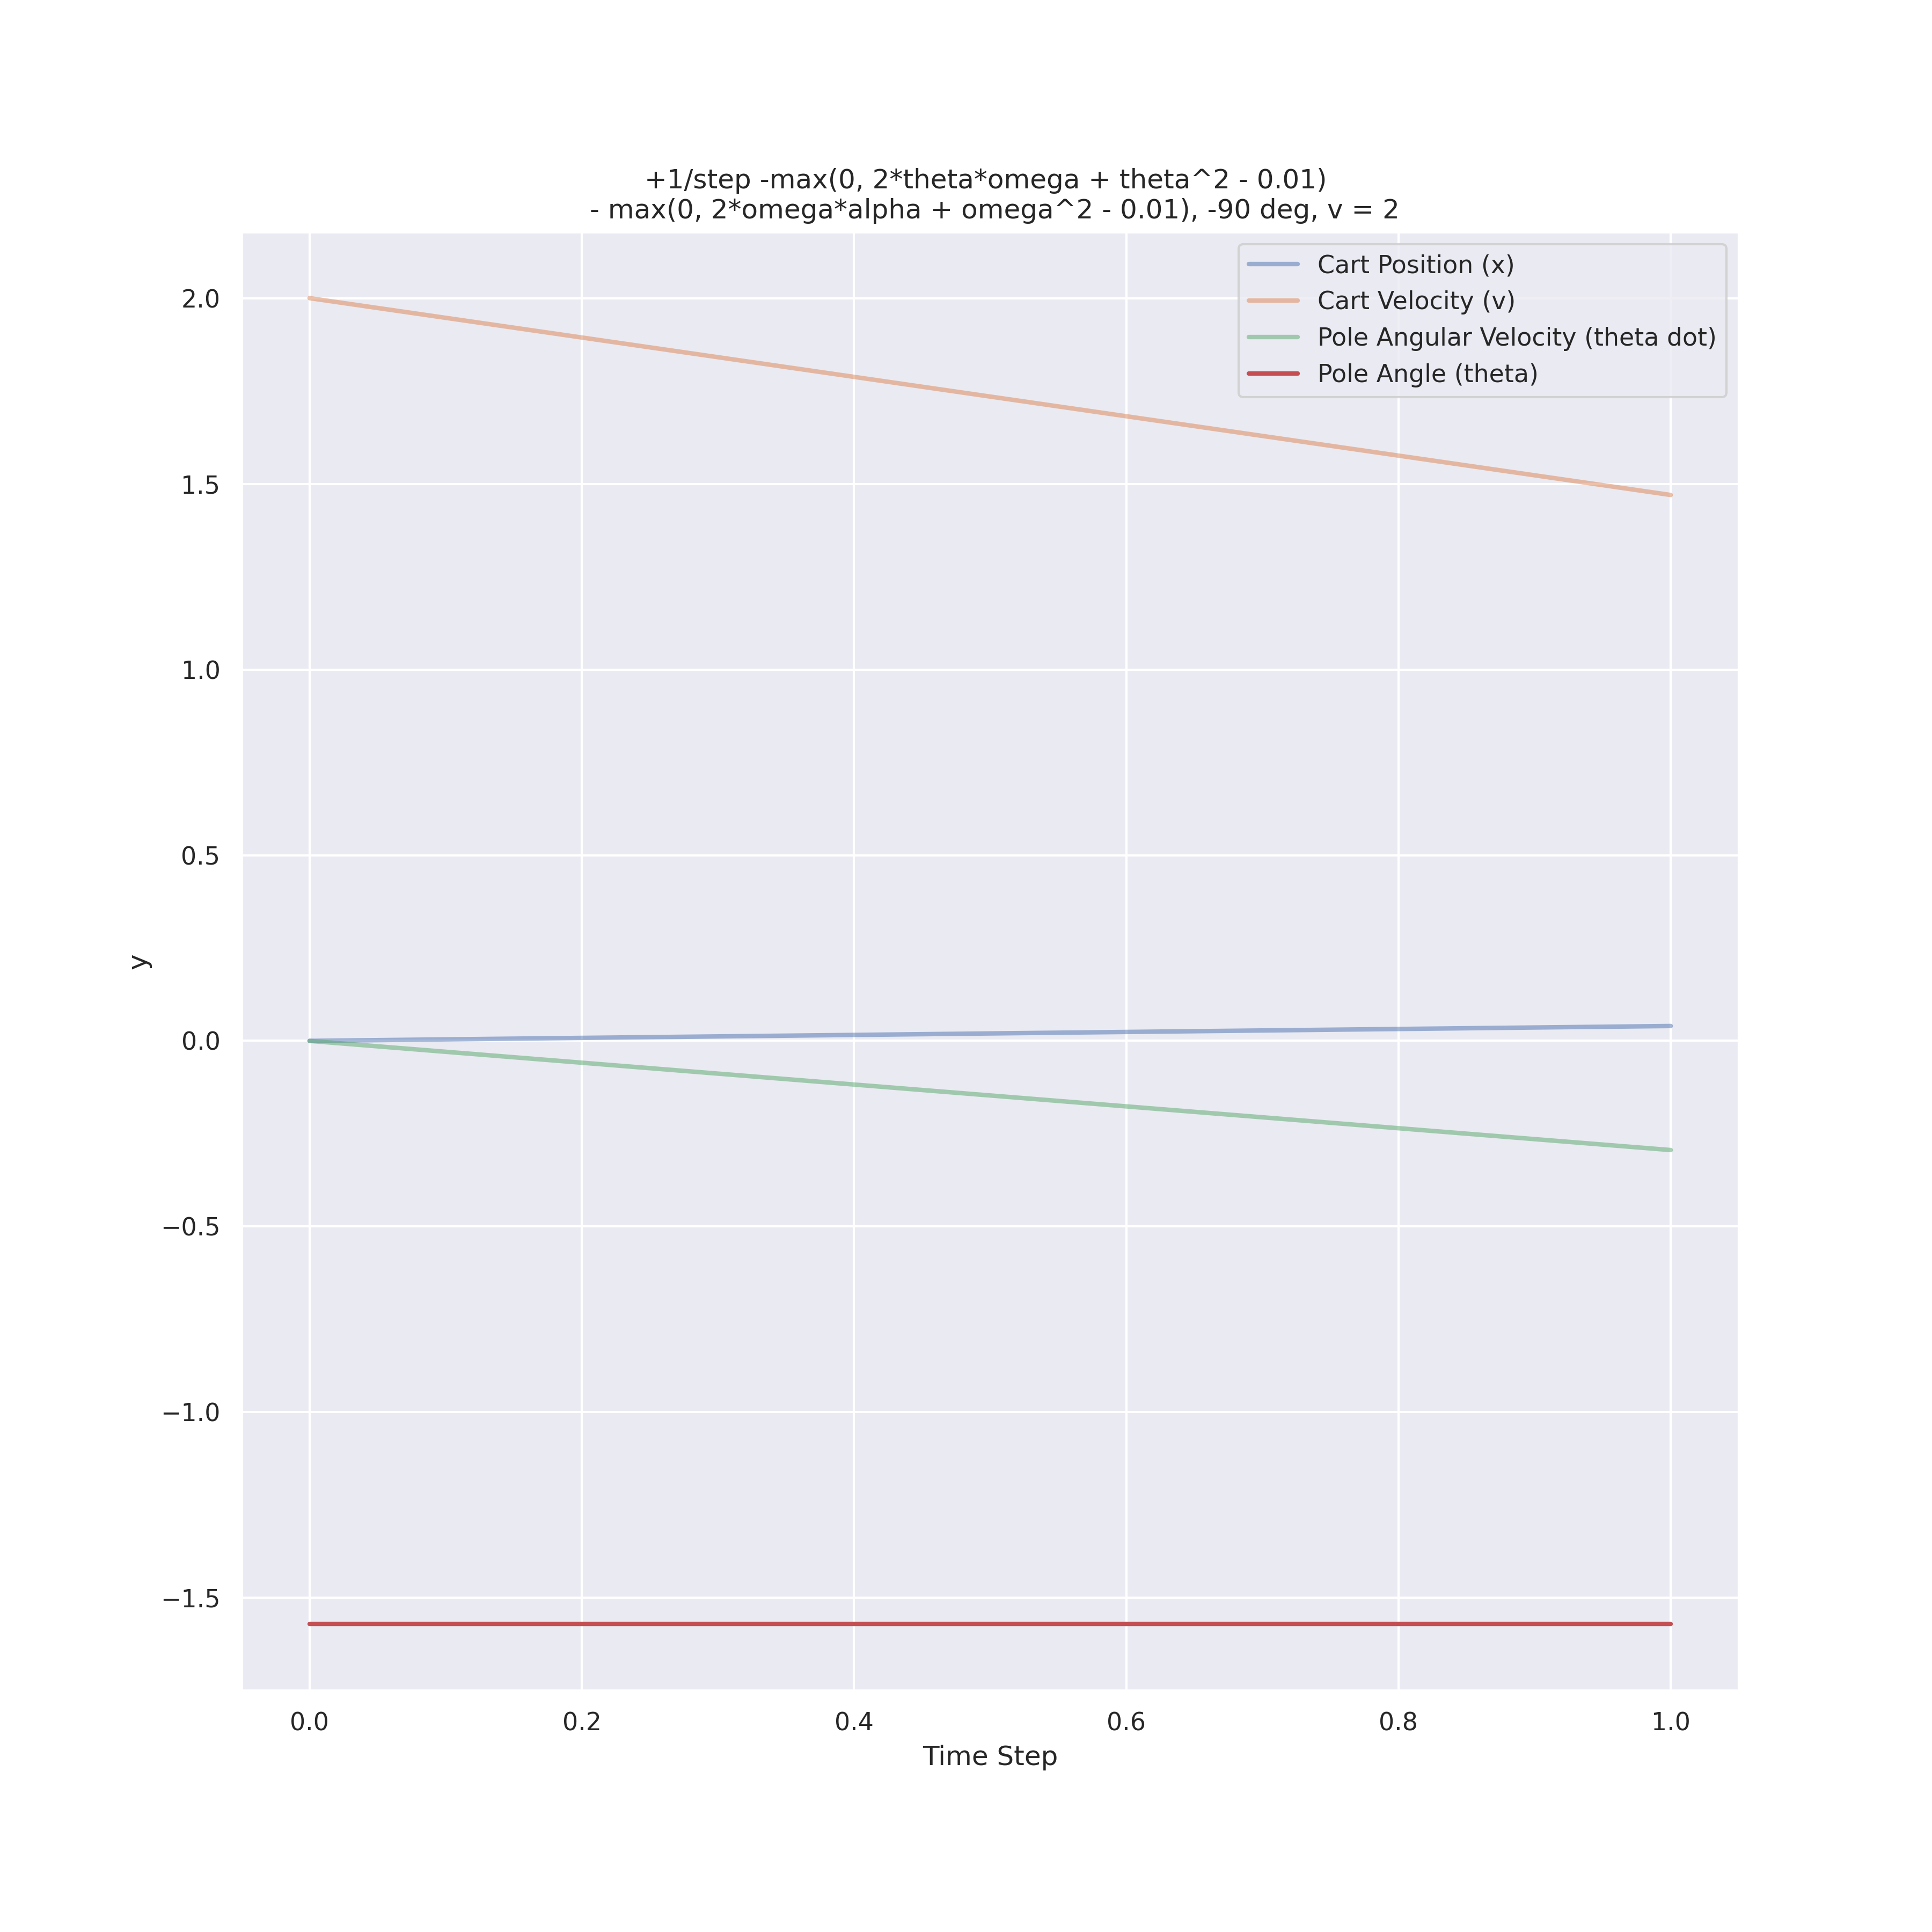 +1/step -max(0, 2*theta*omega + theta^2 - 0.01)
- max(0, 2*omega*alpha + omega^2 - 0.01), -90 deg, v = 2
Cart Position (x)
Cart Velocity (v)
Pole Angular Velocity (theta dot)
Pole Angle (theta)
2.0
1.5
1.0
0.5
0.0
−0.5
−1.0
−1.5
y
0.0 0.2 0.4 0.6 0.8 1.0
Time Step